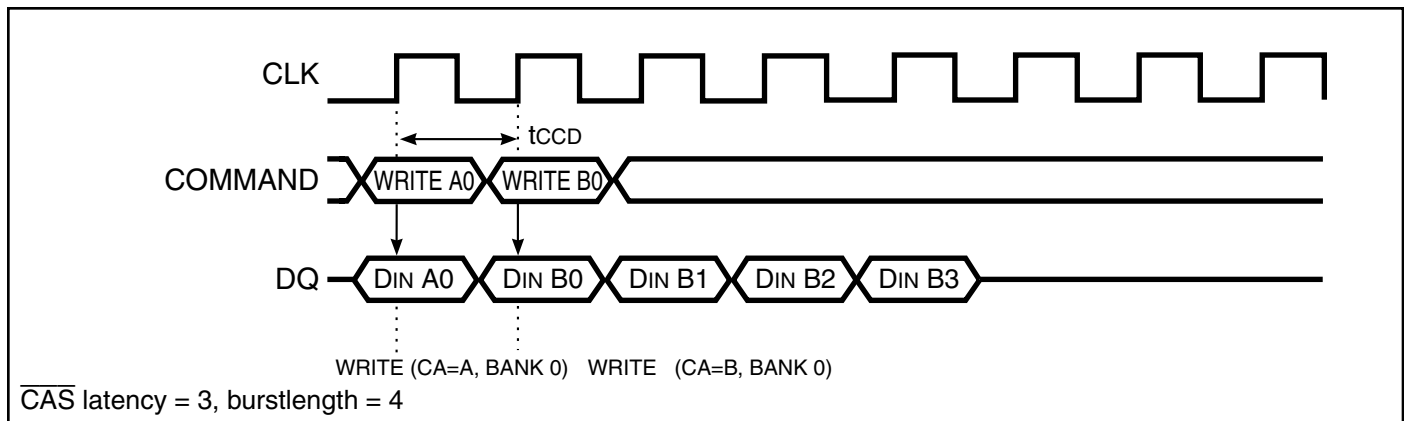 CLK
tCCD
COMMAND WRITE A0 WRITE B0
DQ DIN A0 DIN B0 DIN B1 DIN B2 DIN B3
WRITE (CA=A, BANK 0) WRITE (CA=B, BANK 0)
CAS latency = 3, burstlength = 4